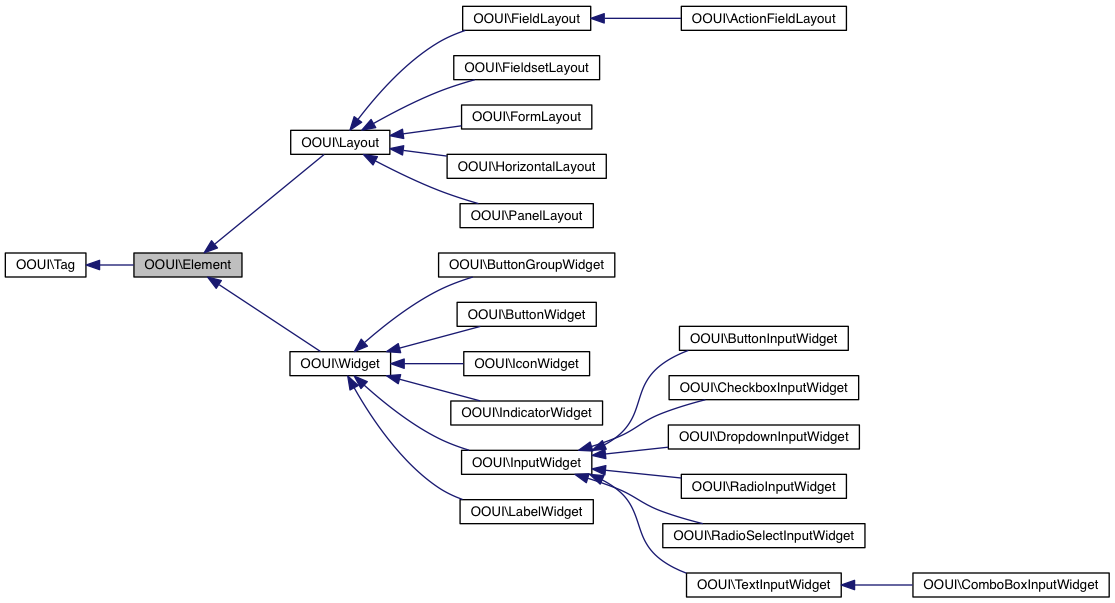 OOUI\FieldLayout
OOUI\ActionFieldLayout
OOUI\FieldsetLayout
OOUI\FormLayout
OOUI\Layout
OOUI\HorizontalLayout
OOUI\PanelLayout
OOUI\Tag
OOUI\Element
OOUI\ButtonGroupWidget
OOUI\ButtonWidget
OOUI\ButtonInputWidget
OOUI\Widget
OOUI\IconWidget
OOUI\CheckboxInputWidget
OOUI\IndicatorWidget
OOUI\DropdownInputWidget
OOUI\InputWidget
OOUI\RadioInputWidget
OOUI\LabelWidget
OOUI\RadioSelectInputWidget
OOUI\TextInputWidget
OOUI\ComboBoxInputWidget